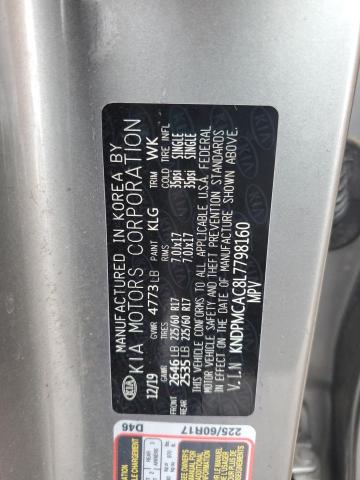 MANUFACTURED IN KOREA BY
KIA MOTORS CORPORATION
12/19 GVWR 4773 LB PAINT KLG TRIM WK
RIMS COLD TIRE INFL
FRONT 2646 LB 225/60 R17 7.0Jx17 35psi SINGLE
REAR 2535 LB 225/60 R17 7.0Jx17 35psi SINGLE
THIS VEHICLE CONFORMS TO ALL APPLICABLE U.S.A. FEDERAL
MOTOR VEHICLE SAFETY AND THEFT PREVENTION STANDARDS
IN EFFECT ON THE DATE OF MANUFACTURE SHOWN ABOVE.
V.I.N KNDPMCAC8L7798160
MPV
D46
225/60R17
SEE OWNER'S
MANUAL